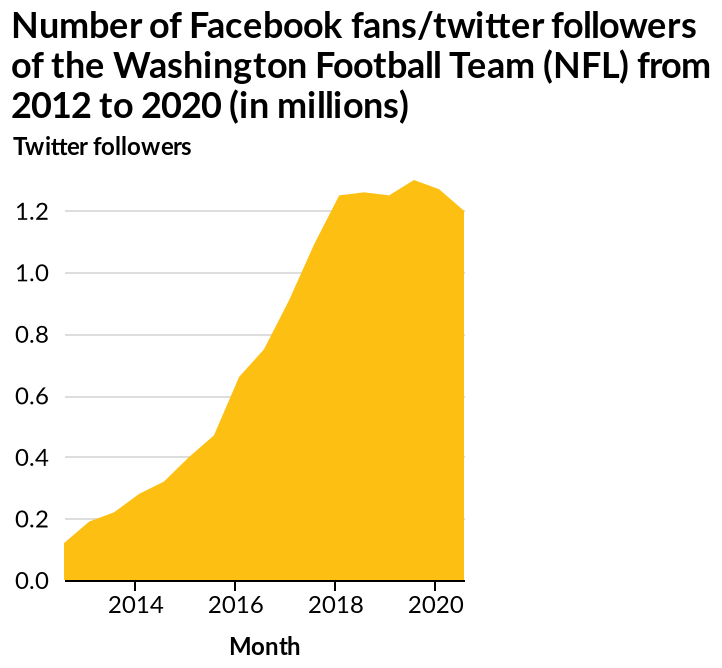 Number of Facebook fans/twitter followers
of the Washington Football Team (NFL) from
2012 to 2020 (in millions)
Twitter followers
1.2
1.0
0.8
0.6
0.4
0.2
0.0
2014 2016 2018 2020
Month